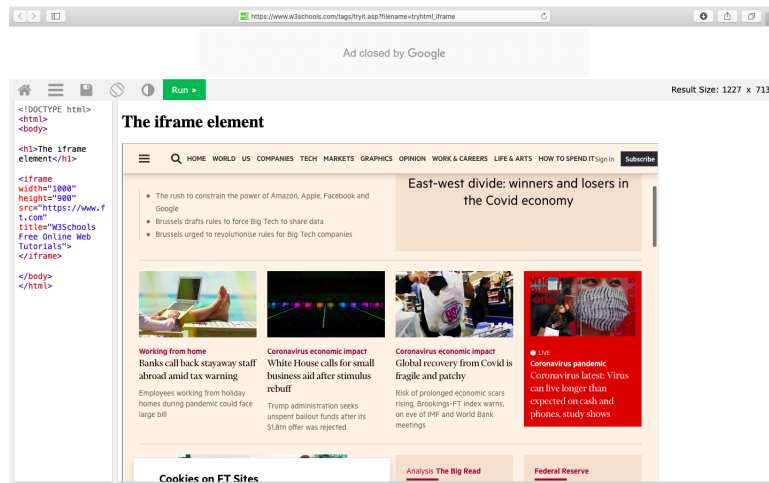 https://www.w3schools.com/tags/tryit.asp?filename=tryhtml_iframe
Ad closed by Google
Run »
Result Size: 1227 x 713
<!DOCTYPE html>
<html>
<body>
<h1>The iframe
element</h1>
<iframe
width="1000"
height="900"
src="https://www.f
t.com"
title="W3Schools
Free Online Web
Tutorials">
</iframe>
</body>
</html>
The iframe element
HOME WORLD US COMPANIES TECH MARKETS GRAPHICS OPINION WORK & CAREERS LIFE & ARTS HOW TO SPEND IT Sign In Subscribe
• The rush to constrain the power of Amazon, Apple, Facebook and
Google
• Brussels drafts rules to force Big Tech to share data
• Brussels urged to revolutionise rules for Big Tech companies
East-west divide: winners and losers in
the Covid economy
Working from home
Banks call back stayaway staff
abroad amid tax warning
Employees working from holiday
homes during pandemic could face
large bill
Coronavirus economic impact
White House calls for small
business aid after stimulus
rebuff
Trump administration seeks
unspent bailout funds after its
$1.8tn offer was rejected
Coronavirus economic impact
Global recovery from Covid is
fragile and patchy
Risk of prolonged economic scars
rising, Brookings-FT index warns,
on eve of IMF and World Bank
meetings
LIVE
Coronavirus pandemic
Coronavirus latest: Virus
can live longer than
expected on cash and
phones, study shows
Cookies on FT Sites
Analysis The Big Read
Federal Reserve